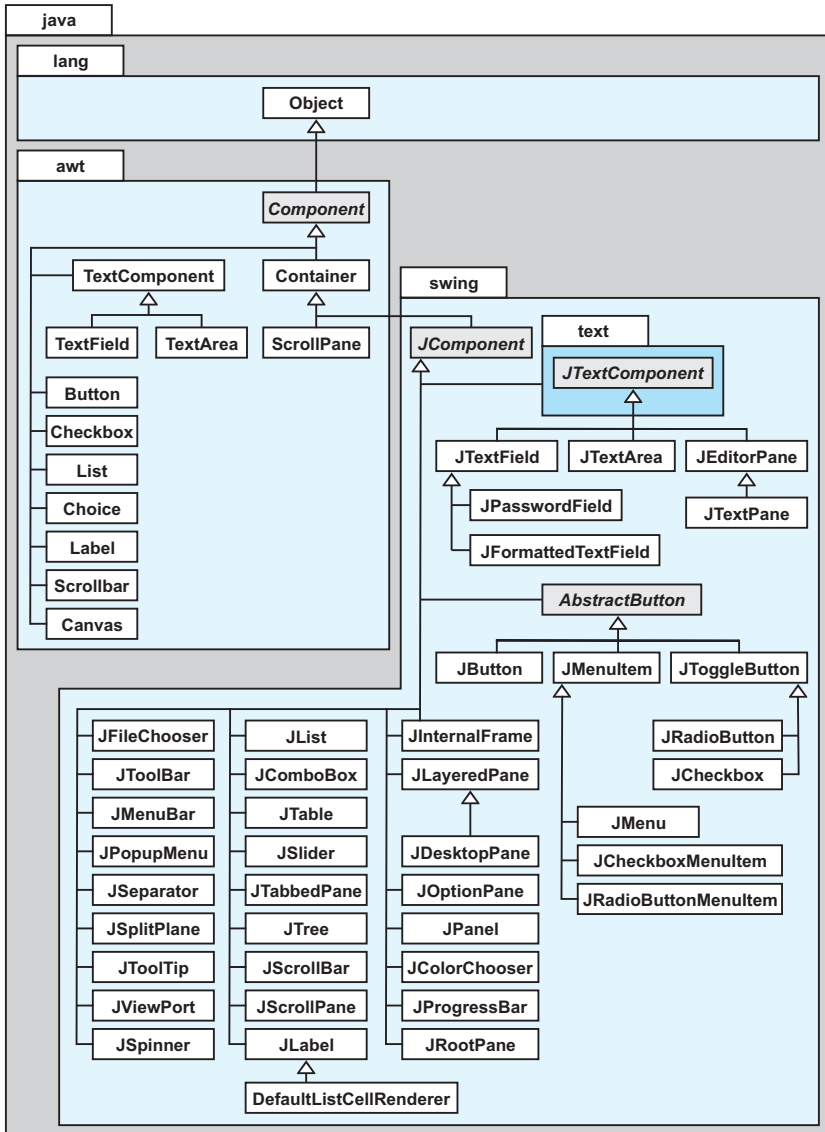 java
lang
Object
awt
Component
TextComponent
Container
TextField
TextArea
ScrollPane
Button
Checkbox
List
Choice
Label
Scrollbar
Canvas
swing
JComponent
text
JTextComponent
JTextField
JTextArea
JEditorPane
JPasswordField
JTextPane
JFormattedTextField
AbstractButton
JButton
JMenuItem
JToggleButton
JRadioButton
JCheckbox
JMenu
JCheckboxMenuItem
JRadioButtonMenuItem
JFileChooser
JToolBar
JMenuBar
JPopupMenu
JSeparator
JSplitPlane
JToolTip
JViewPort
JSpinner
JList
JComboBox
JTable
JSlider
JTabbedPane
JTree
JScrollBar
JScrollPane
JLabel
DefaultListCellRenderer
JInternalFrame
JLayeredPane
JDesktopPane
JOptionPane
JPanel
JColorChooser
JProgressBar
JRootPane